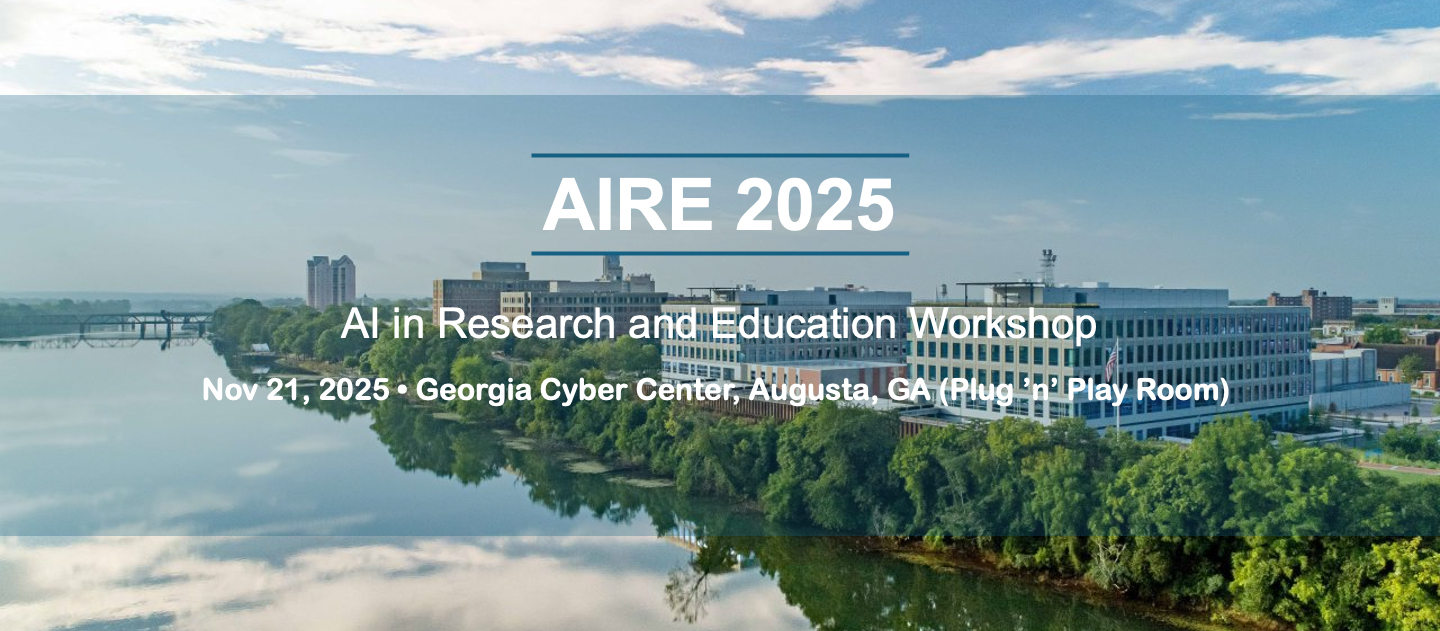 AIRE 2025
AI in Research and Education Workshop
Nov 21, 2025 • Georgia Cyber Center, Augusta, GA (Plug ’n’ Play Room)